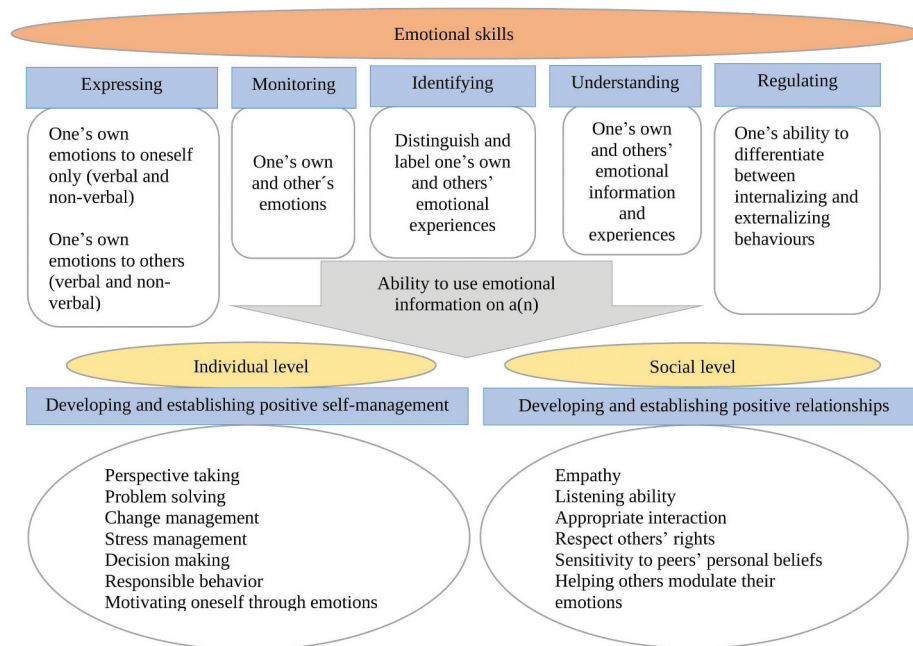 Emotional skills
Expressing
Monitoring
Identifying
Understanding
Regulating
One’s own
emotions to oneself
only (verbal and
non-verbal)
One’s own
emotions to others
(verbal and non-
verbal)
One’s own
and other´s
emotions
Distinguish and
label one’s own
and others’
emotional
experiences
One’s own
and others’
emotional
information
and
experiences
One’s ability to
differentiate
between
internalizing and
externalizing
behaviours
Ability to use emotional
information on a(n)
Individual level
Developing and establishing positive self-management
Perspective taking
Problem solving
Change management
Stress management
Decision making
Responsible behavior
Motivating oneself through emotions
Social level
Developing and establishing positive relationships
Empathy
Listening ability
Appropriate interaction
Respect others’ rights
Sensitivity to peers’ personal beliefs
Helping others modulate their
emotions